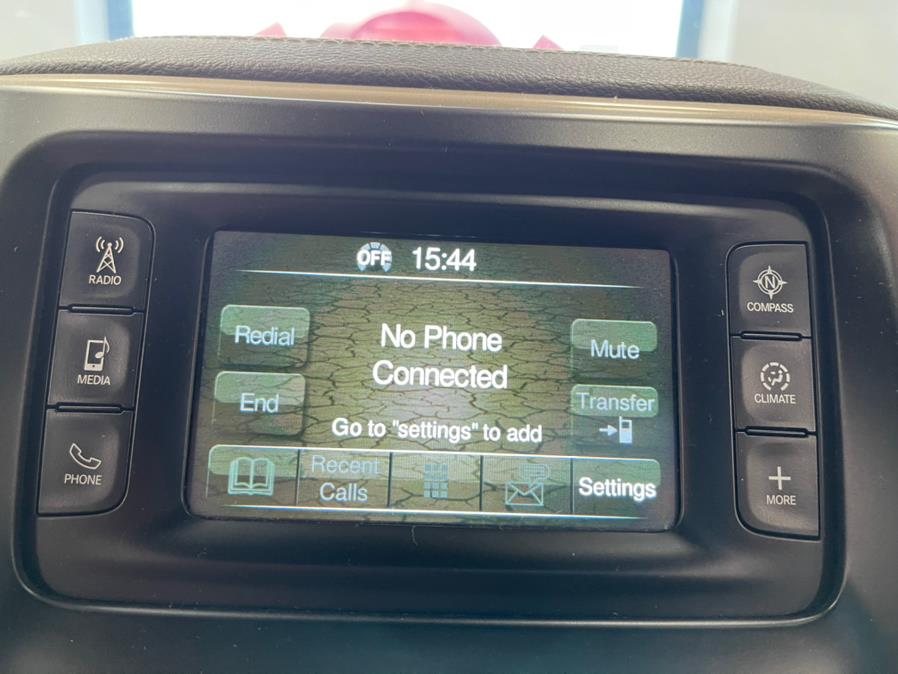 OFF 15:44
RADIO
MEDIA
PHONE
Redial
End
No Phone
Connected
Go to "settings" to add
Mute
Transfer
Recent
Calls
Settings
N
COMPASS
CLIMATE
MORE